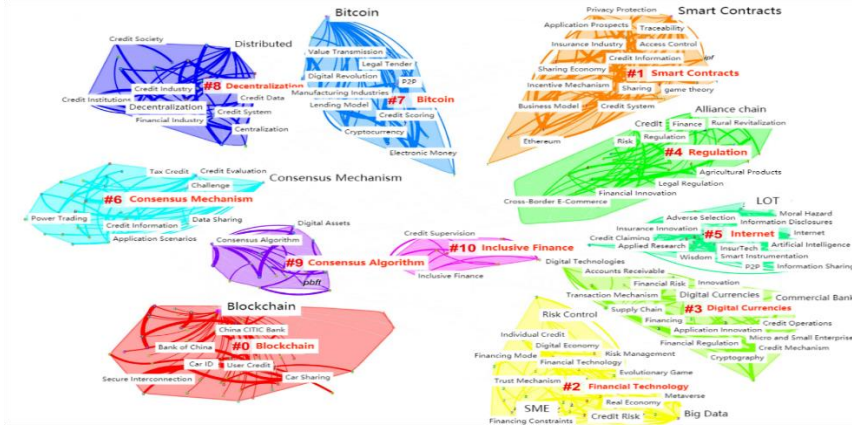 Bitcoin
Privacy Protection
Smart Contracts
Credit Society
Distributed
Application Prospects
Traceability
Value Transmission
Insurance Industry
Access Control
Legal Tender
Credit Information
Digital Revolution
P2P
Sharing Economy
#1 Smart Contracts
Credit Industry
#8 Decentralization
Manufacturing Industries
#7 Bitcoin
Incentive Mechanism
Sharing
game theory
Credit Institutions
Decentralization
Credit Data
Lending Model
Credit Scoring
Business Model
Credit System
Financial Industry
Credit System
Cryptocurrency
Alliance chain
Centralization
Ethereum
Credit
Finance
Rural Revitalization
Electronic Money
Risk
Regulation
#4 Regulation
Tax Credit
Credit Evaluation
Consensus Mechanism
Agricultural Products
Challenge
Legal Regulation
Financial Innovation
#6 Consensus Mechanism
Cross-Border E-Commerce
LOT
Power Trading
Data Sharing
Adverse Selection
Moral Hazard
Credit Information
Digital Assets
Insurance Innovation
Information Disclosures
Application Scenarios
Credit Supervision
#5 Internet
Internet
Consensus Algorithm
Credit Claiming
#10 Inclusive Finance
Applied Research
InsurTech
Artificial Intelligence
#9 Consensus Algorithm
Digital Technologies
Wisdom
Smart Instrumentation
P2P
Information Sharing
Inclusive Finance
Accounts Receivable
pbft
Financial Risk
Innovation
Transaction Mechanism
Digital Currencies
Commercial Bank
Blockchain
Risk Control
Supply Chain
#3 Digital Currencies
China CITIC Bank
Individual Credit
Financing
Credit Operations
Application Innovation
Bank of China
#0 Blockchain
Digital Economy
Financial Regulation
Micro and Small Enterprise
Financing Mode
Risk Management
Credit Mechanism
Car ID
User Credit
Financial Technology
Cryptography
Secure Interconnection
Car Sharing
Trust Mechanism
Evolutionary Game
#2 Financial Technology
Metaverse
Real Economy
SME
Credit Risk
Big Data
Financing Constraints